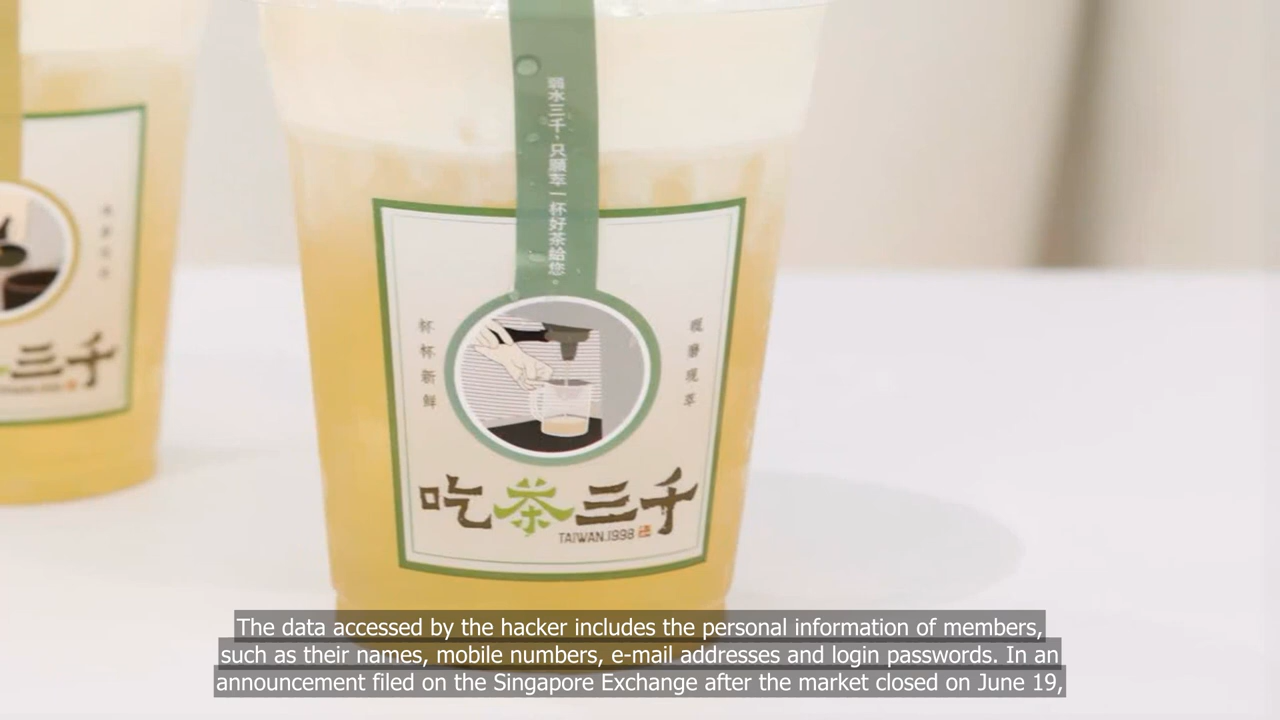 弱水三千，只願萃一杯好茶給您。
杯杯新鮮
現磨現萃
吃茶三千
TAIWAN.1998
三千
The data accessed by the hacker includes the personal information of members,
such as their names, mobile numbers, e-mail addresses and login passwords. In an
announcement filed on the Singapore Exchange after the market closed on June 19,